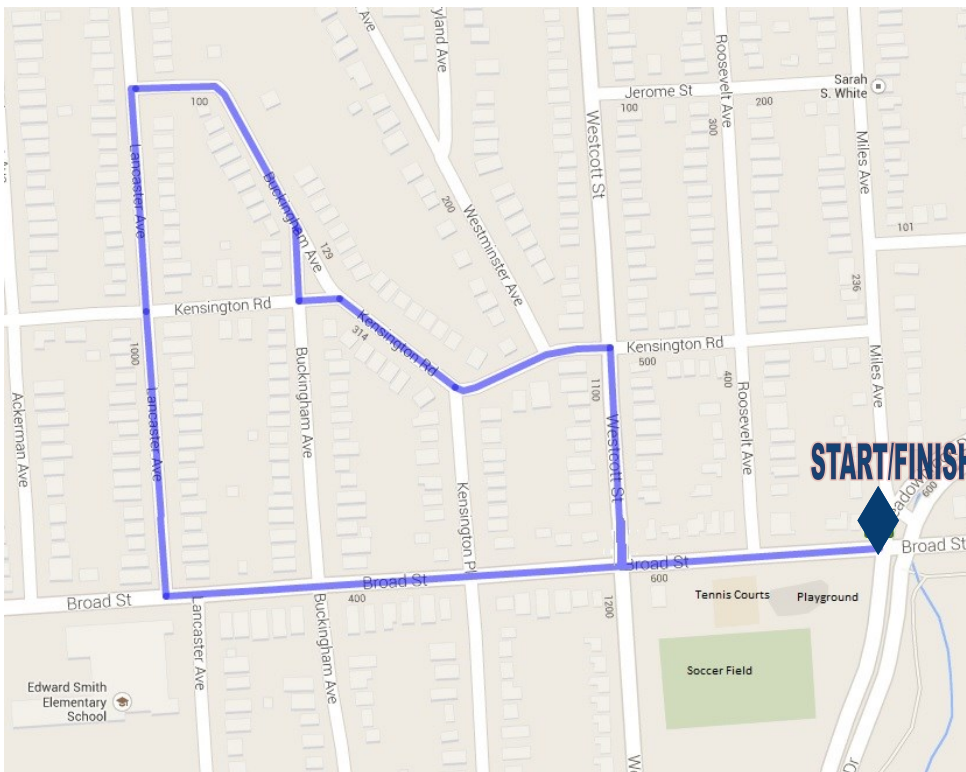 Ave
Roosevelt Ave
Sarah
S. White
100
Jerome St
100
200
300
Westcott St
Miles Ave
Lancaster Ave
Buckingham Ave
200
Westminster Ave
101
129
236
Kensington Rd
314
Kensington Rd
Kensington Rd
500
1000
Buckingham Ave
1100
400
Miles Ave
Ackerman Ave
Lancaster Ave
Westcott St
Roosevelt Ave
START/FINISH
600
Kensington Pl
Broad St
Broad St
Broad St
600
Broad St
400
Tennis Courts
Playground
1200
Lancaster Ave
Buckingham Ave
Soccer Field
Edward Smith
Elementary
School